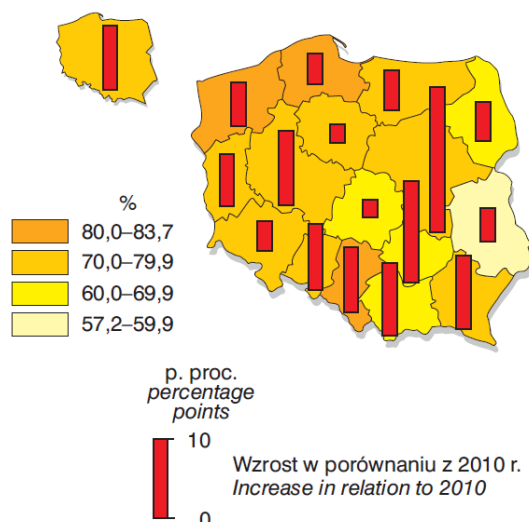 %
80,0–83,7
70,0–79,9
60,0–69,9
57,2–59,9
p. proc.
percentage
points
10
Wzrost w porównaniu z 2010 r.
Increase in relation to 2010
0